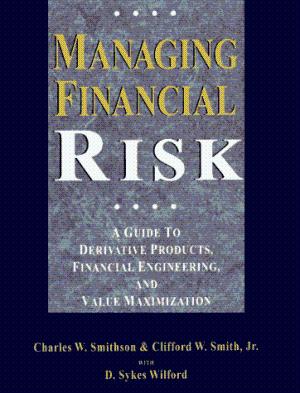 MANAGING
FINANCIAL
RISK
A GUIDE TO
DERIVATIVE PRODUCTS,
FINANCIAL ENGINEERING,
AND
VALUE MAXIMIZATION
Charles W. Smithson & Clifford W. Smith, Jr.
WITH
D. Sykes Wilford